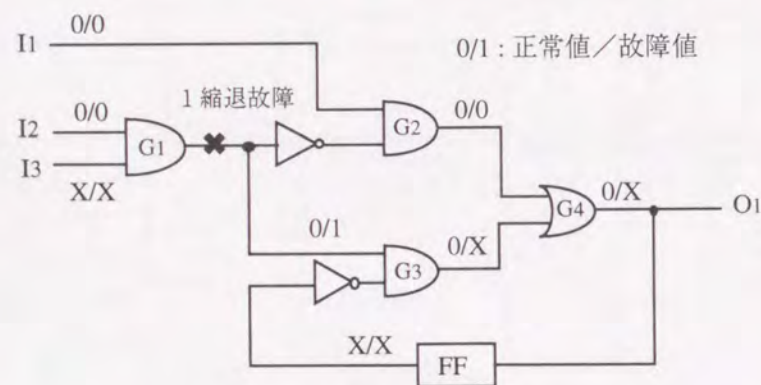 0/0
I1
0/1 : 正常値／故障値
1 縮退故障
0/0
0/0
I2
G1
G2
I3
X/X
G4
0/X
O1
0/1
0/X
G3
X/X
FF